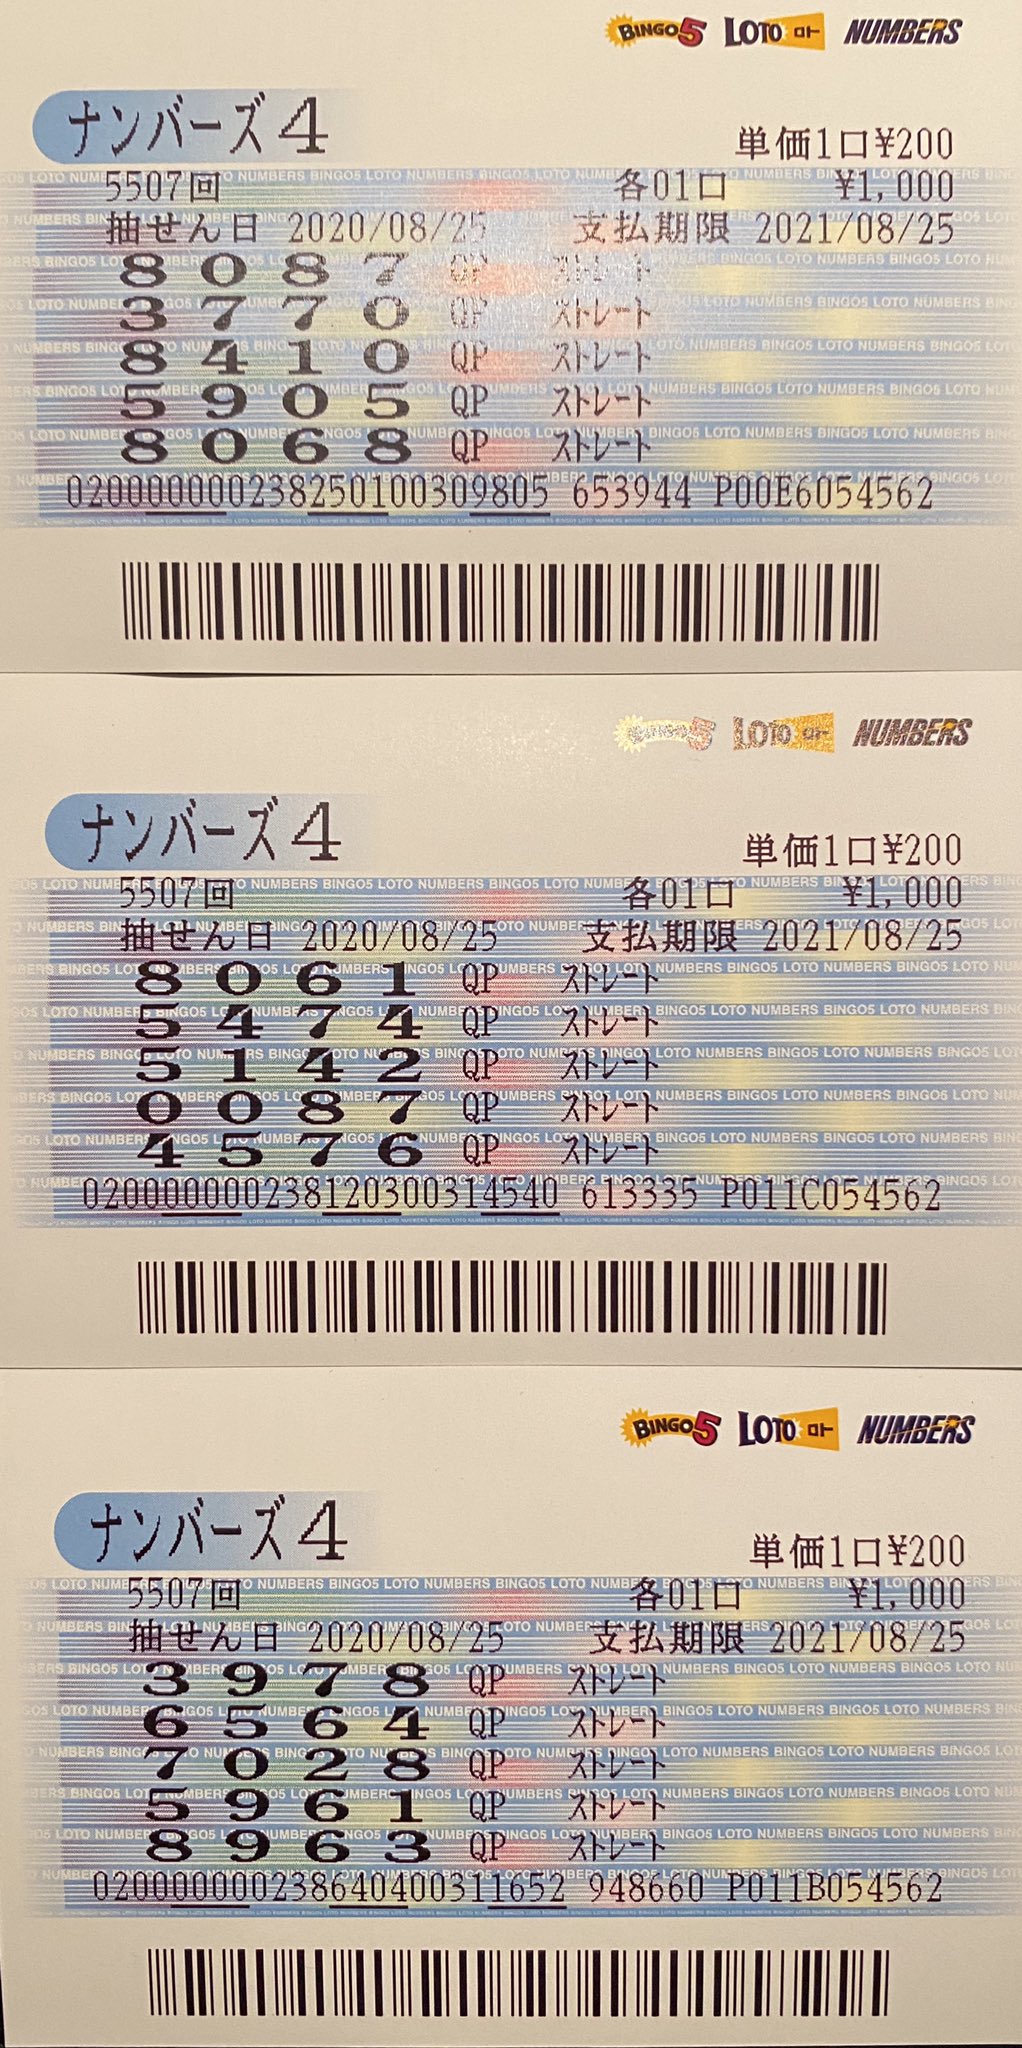 BINGO5 LOTO ロト NUMBERS
ナンバーズ4
単価1口¥200
5507回 各01口 ¥1,000
抽せん日 2020/08/25 支払期限 2021/08/25
8 0 8 7 QP ストレート
3 7 7 0 QP ストレート
8 4 1 0 QP ストレート
5 9 0 5 QP ストレート
8 0 6 8 QP ストレート
020000000238250100309805 653944 P00E6054562
BINGO5 LOTO ロト NUMBERS
ナンバーズ4
単価1口¥200
5507回 各01口 ¥1,000
抽せん日 2020/08/25 支払期限 2021/08/25
8 0 6 1 QP ストレート
5 4 7 4 QP ストレート
5 1 4 2 QP ストレート
0 0 8 7 QP ストレート
4 5 7 6 QP ストレート
020000000238120300314540 613335 P011C054562
BINGO5 LOTO ロト NUMBERS
ナンバーズ4
単価1口¥200
5507回 各01口 ¥1,000
抽せん日 2020/08/25 支払期限 2021/08/25
3 9 7 8 QP ストレート
6 5 6 4 QP ストレート
7 0 2 8 QP ストレート
5 9 6 1 QP ストレート
8 9 6 3 QP ストレート
020000000238640400311652 948660 P011B054562